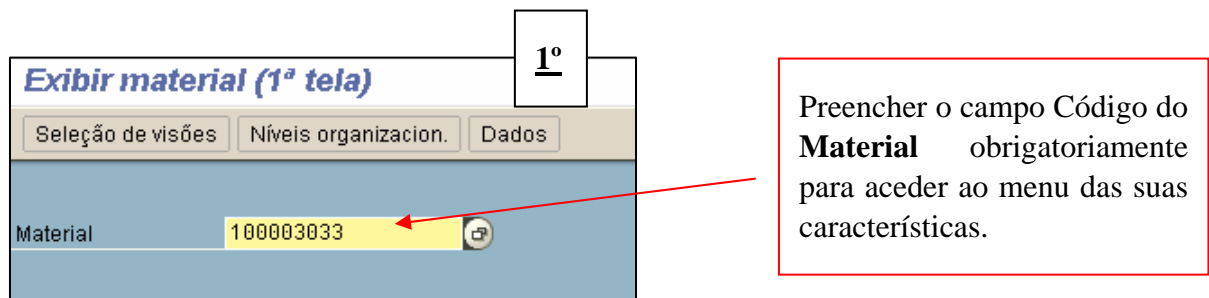 1º
Exibir material (1ª tela)
Seleção de visões Níveis organizacion. Dados
Material 100003033
Preencher o campo Código do
Material obrigatoriamente
para aceder ao menu das suas
características.